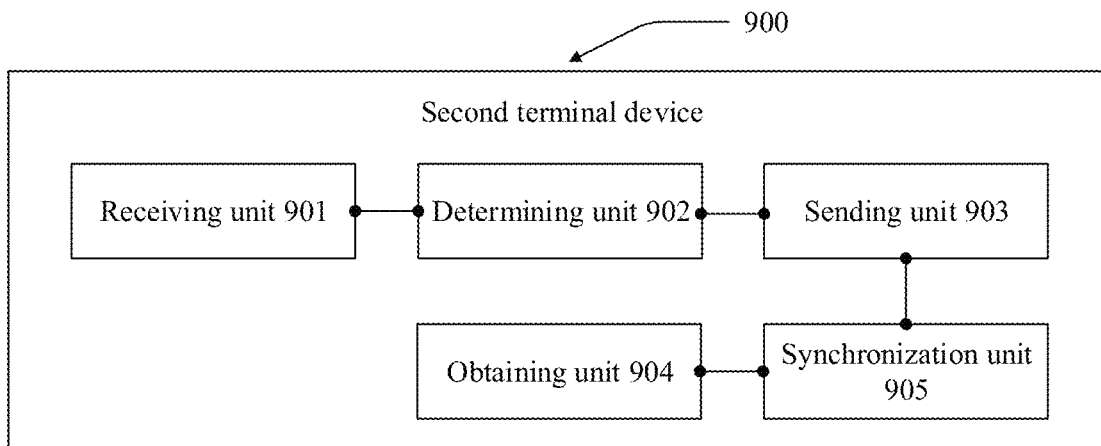 900
Second terminal device
Receiving unit 901
Determining unit 902
Sending unit 903
Obtaining unit 904
Synchronization unit
905